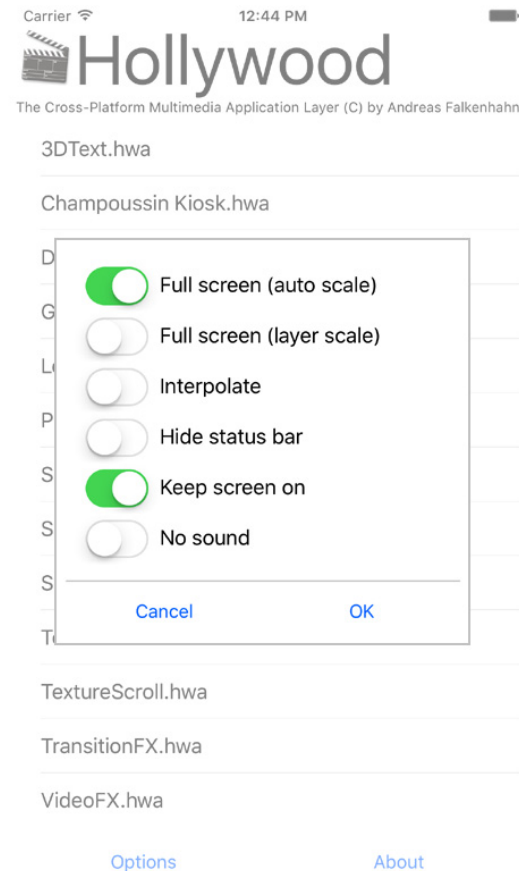 Carrier 12:44 PM
Hollywood
The Cross-Platform Multimedia Application Layer (C) by Andreas Falkenhahn
3DText.hwa
Champoussin Kiosk.hwa
Full screen (auto scale)
Full screen (layer scale)
Interpolate
Hide status bar
Keep screen on
No sound
Cancel OK
TextureScroll.hwa
TransitionFX.hwa
VideoFX.hwa
Options About